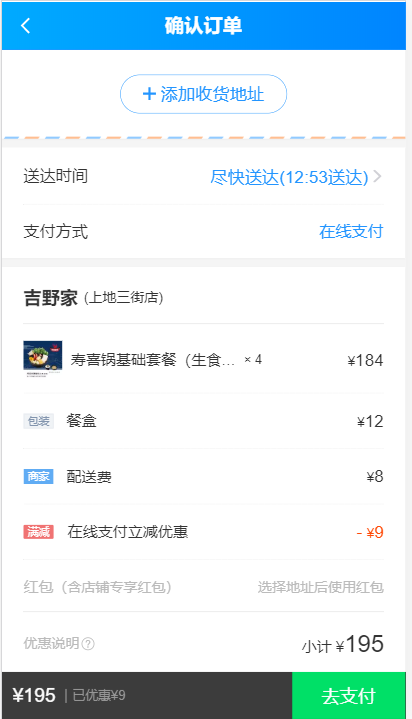 确认订单
+ 添加收货地址
送达时间 尽快送达(12:53送达)
支付方式 在线支付
吉野家 (上地三街店)
寿喜锅基础套餐（生食... × 4 ¥184
包装 餐盒 ¥12
商家 配送费 ¥8
满减 在线支付立减优惠 - ¥9
红包（含店铺专享红包） 选择地址后使用红包
优惠说明? 小计 ¥195
¥195 | 已优惠¥9 去支付